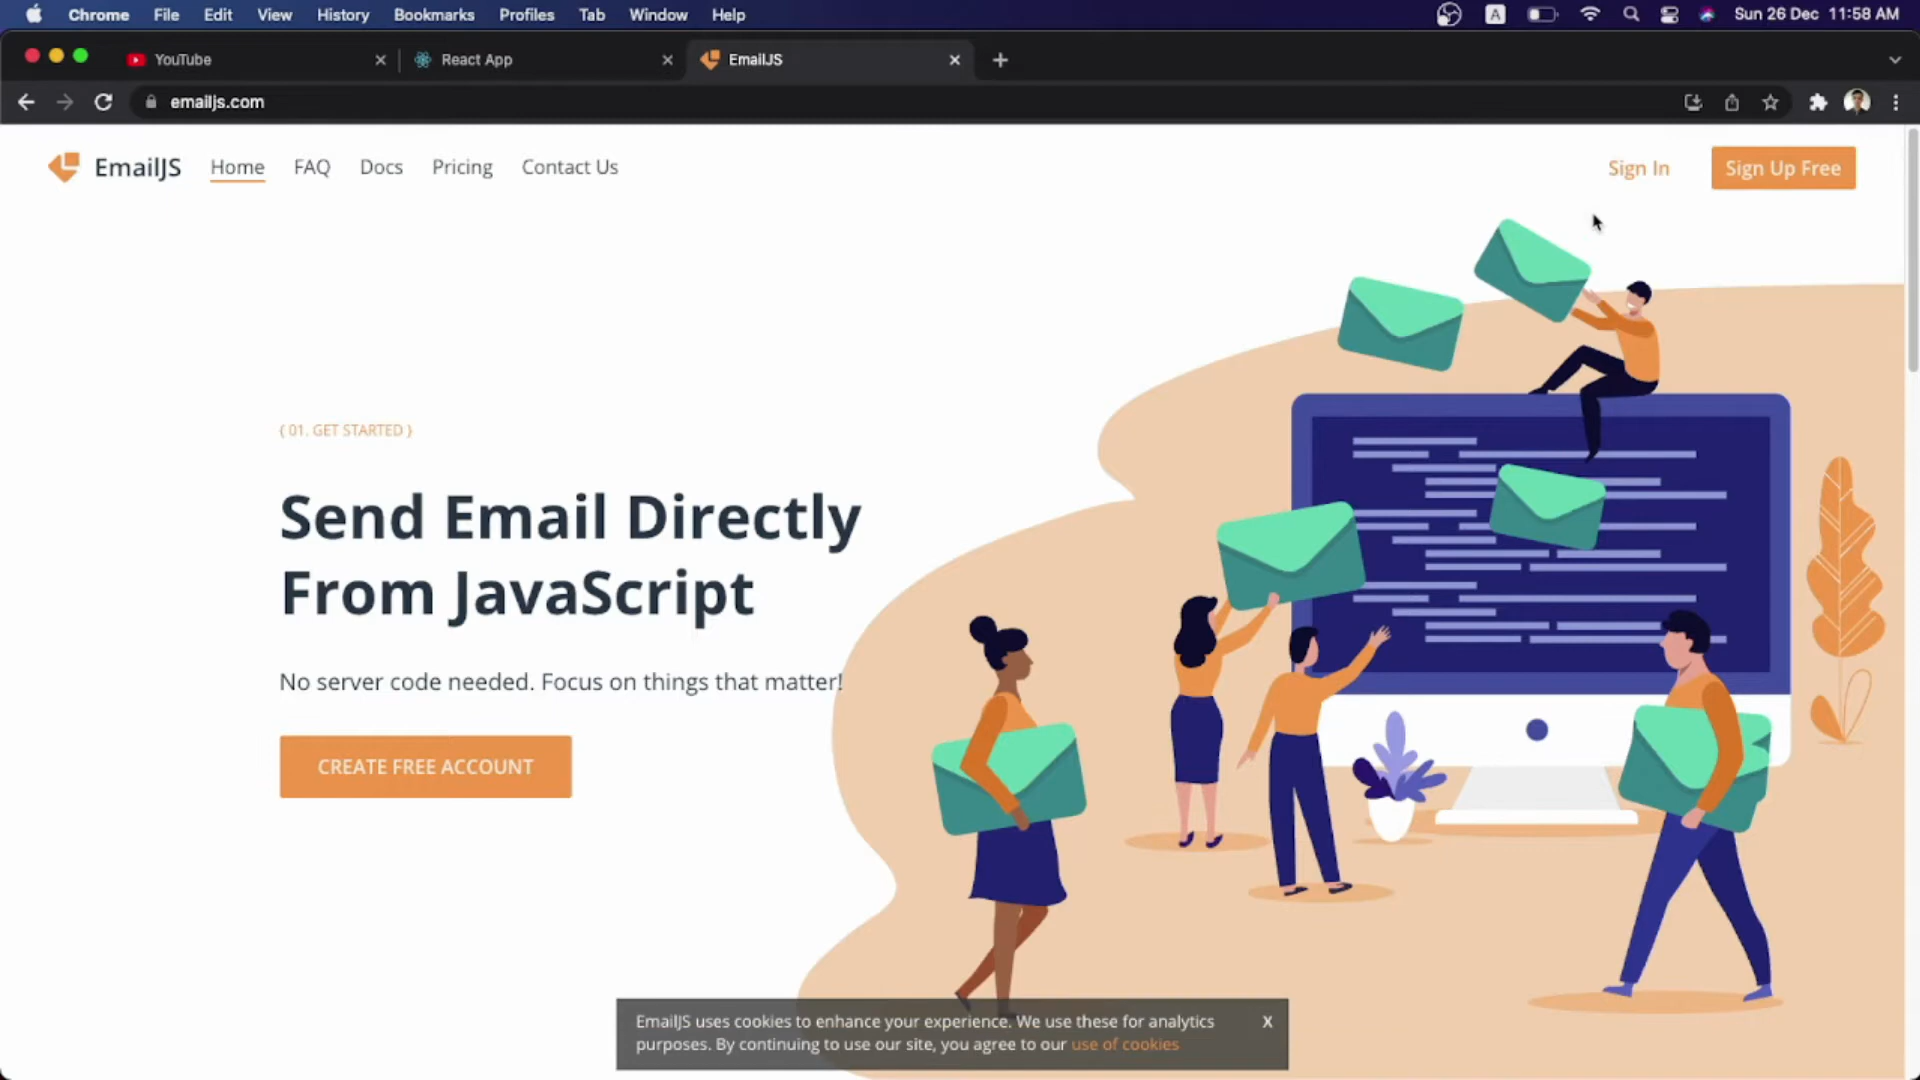 Chrome File Edit View History Bookmarks Profiles Tab Window Help A Sun 26 Dec 11:58 AM
YouTube React App EmailJS
emailjs.com
EmailJS Home FAQ Docs Pricing Contact Us Sign In Sign Up Free
{ 01. GET STARTED }
Send Email Directly
From JavaScript
No server code needed. Focus on things that matter!
CREATE FREE ACCOUNT
EmailJS uses cookies to enhance your experience. We use these for analytics X
purposes. By continuing to use our site, you agree to our use of cookies